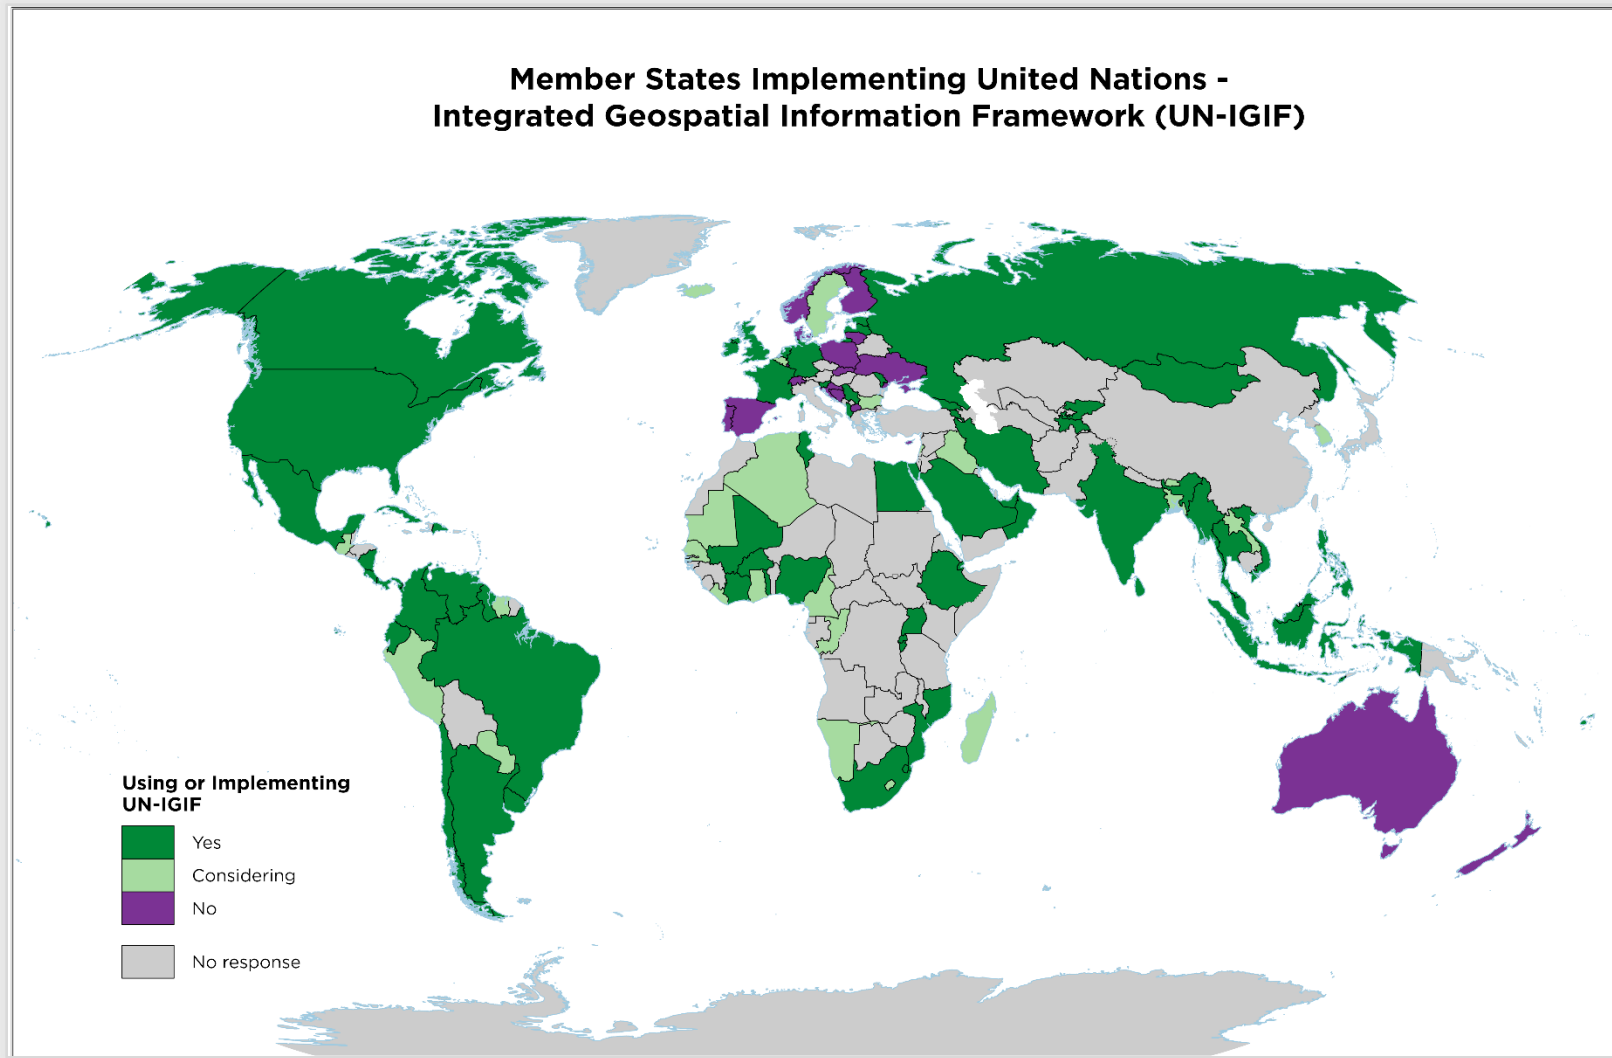 Member States Implementing United Nations -
Integrated Geospatial Information Framework (UN-IGIF)
Using or Implementing
UN-IGIF
Yes
Considering
No
No response